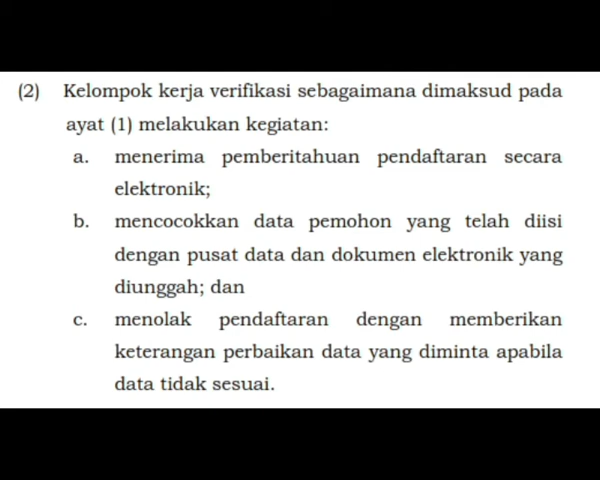 (2) Kelompok kerja verifikasi sebagaimana dimaksud pada
ayat (1) melakukan kegiatan:
a. menerima pemberitahuan pendaftaran secara
elektronik;
b. mencocokkan data pemohon yang telah diisi
dengan pusat data dan dokumen elektronik yang
diunggah; dan
c. menolak pendaftaran dengan memberikan
keterangan perbaikan data yang diminta apabila
data tidak sesuai.